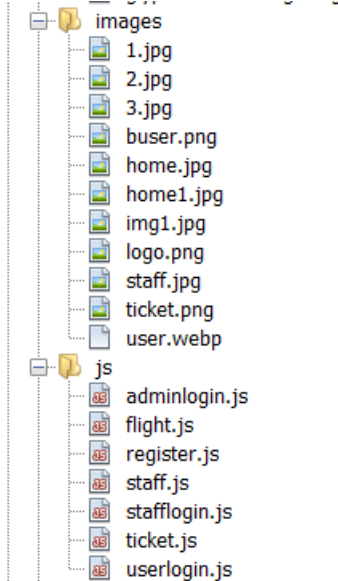 images
1.jpg
2.jpg
3.jpg
buser.png
home.jpg
home1.jpg
img1.jpg
logo.png
staff.jpg
ticket.png
user.webp
js
adminlogin.js
flight.js
register.js
staff.js
stafflogin.js
ticket.js
userlogin.js